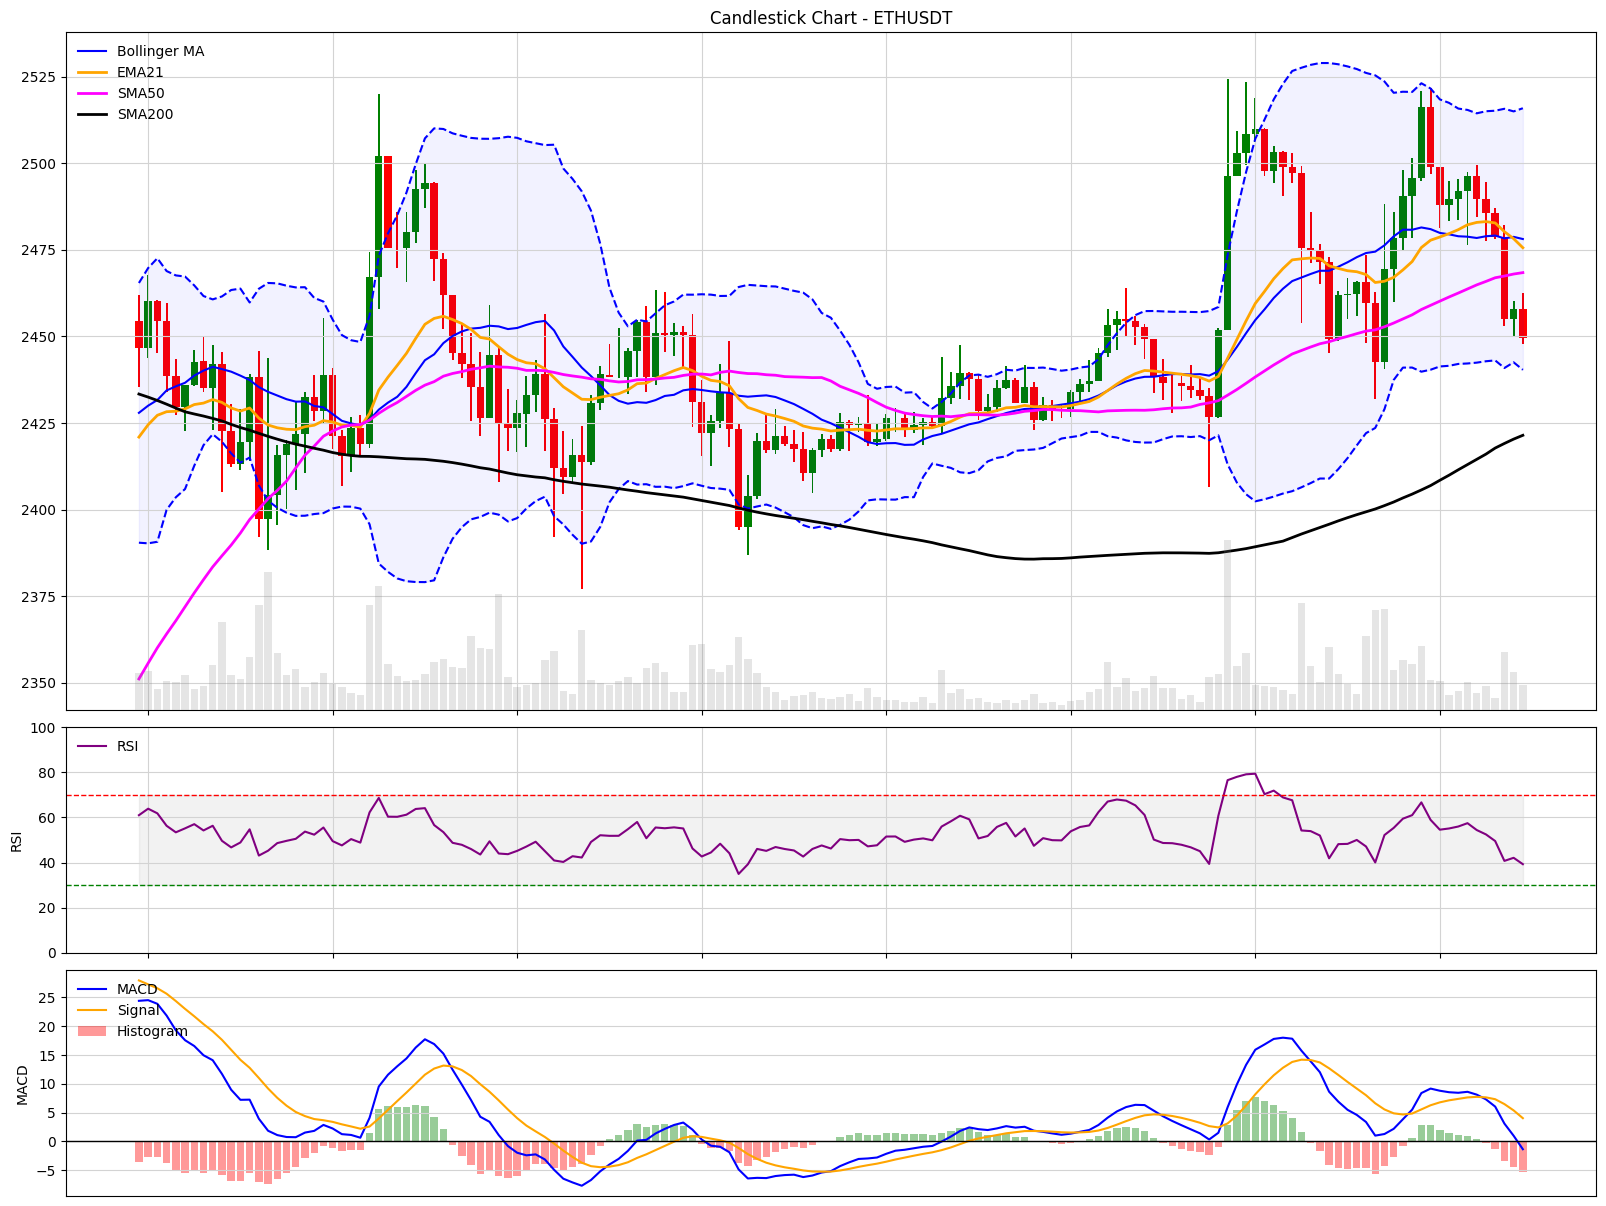 Candlestick Chart - ETHUSDT
Bollinger MA
EMA21
SMA50
SMA200
2525
2500
2475
2450
2425
2400
2375
2350
RSI
100
80
60
40
20
0
RSI
MACD
Signal
Histogram
25
20
15
10
5
0
−5
MACD